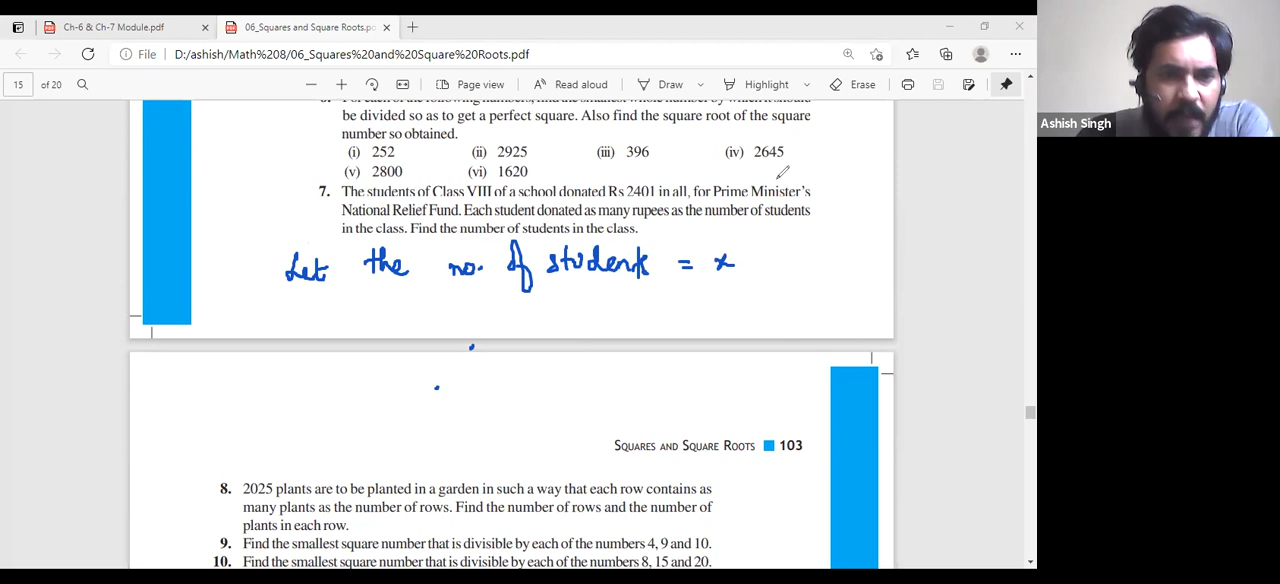 Ch-6 & Ch-7 Module.pdf
06_Squares and Square Roots.po
File
D:/ashish/Math%208/06_Squares%20and%20Square%20Roots.pdf
15 of 20
Page view
Read aloud
Draw
Highlight
Erase
Ashish Singh
be divided so as to get a perfect square. Also find the square root of the square
number so obtained.
(i) 252 (ii) 2925 (iii) 396 (iv) 2645
(v) 2800 (vi) 1620
7. The students of Class VIII of a school donated Rs 2401 in all, for Prime Minister's
National Relief Fund. Each student donated as many rupees as the number of students
in the class. Find the number of students in the class.
Let the no. of students = x
SQUARES AND SQUARE ROOTS 103
8. 2025 plants are to be planted in a garden in such a way that each row contains as
many plants as the number of rows. Find the number of rows and the number of
plants in each row.
9. Find the smallest square number that is divisible by each of the numbers 4, 9 and 10.
10. Find the smallest square number that is divisible by each of the numbers 8, 15 and 20.